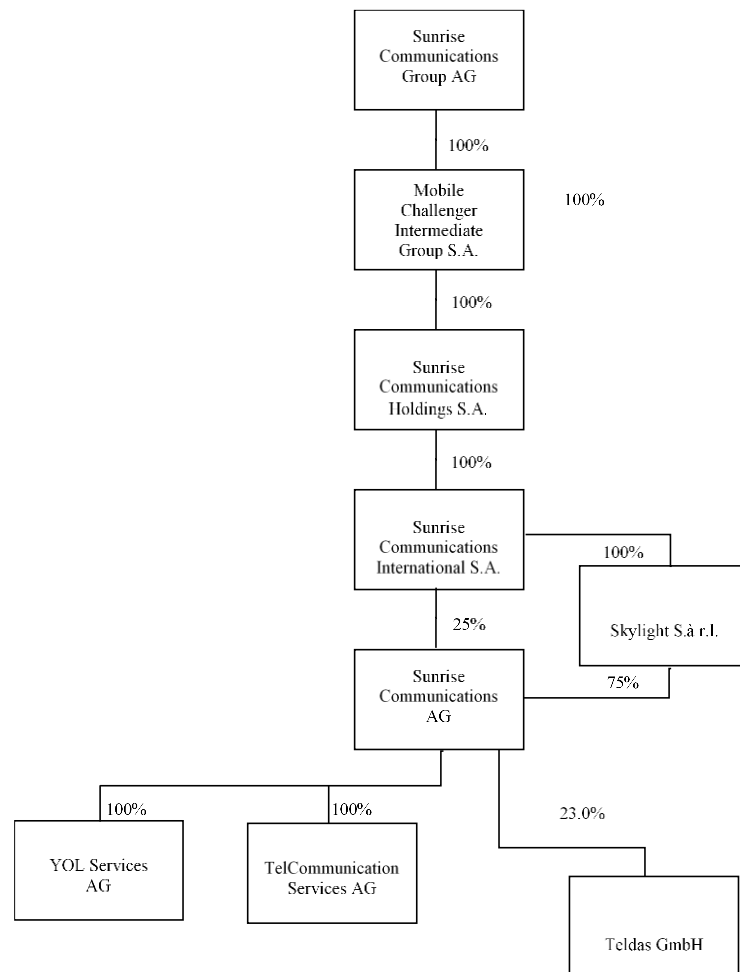 Sunrise
Communications
Group AG
100%
Mobile
Challenger
Intermediate
Group S.A.
100%
100%
Sunrise
Communications
Holdings S.A.
100%
Sunrise
Communications
International S.A.
100%
Skylight S.à r.l.
25%
75%
Sunrise
Communications
AG
100%
100%
23.0%
YOL Services
AG
TelCommunication
Services AG
Teldas GmbH